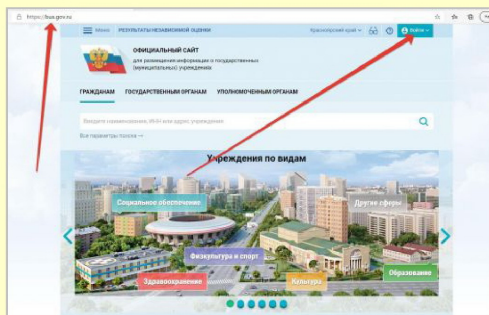 https://bus.gov.ru
Меню РЕЗУЛЬТАТЫ НЕЗАВИСИМОЙ ОЦЕНКИ Красноярский край Войти
ОФИЦИАЛЬНЫЙ САЙТ
для размещения информации о государственных
(муниципальных) учреждениях
ГРАЖДАНАМ ГОСУДАРСТВЕННЫМ ОРГАНАМ УПОЛНОМОЧЕННЫМ ОРГАНАМ
Введите наименование, ИНН или адрес учреждения
Все параметры поиска →
Учреждения по видам
Социальное обеспечение
Другие сферы
Физкультура и спорт
Образование
Здравоохранение
Культура